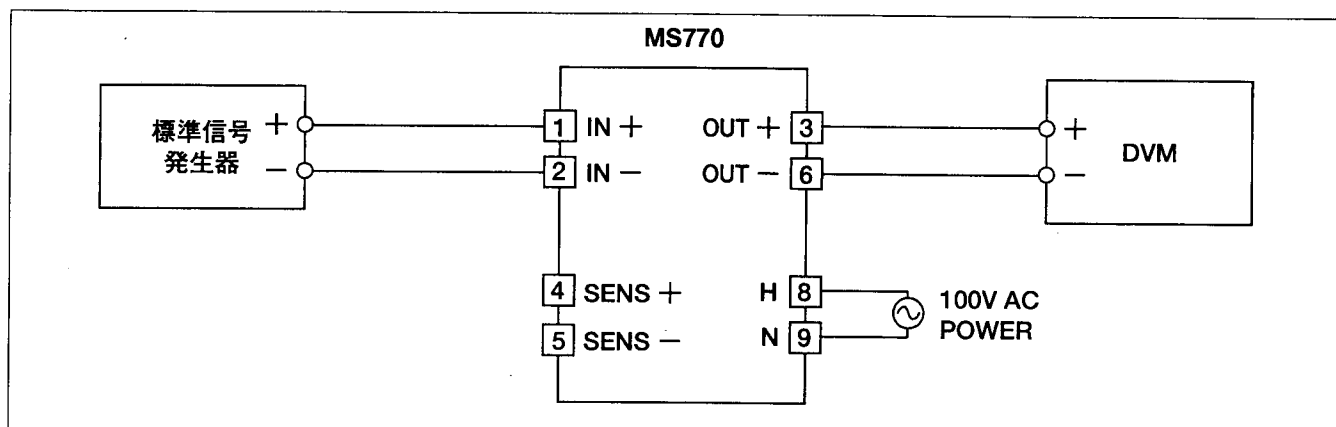 MS770
標準信号
発生器
+
−
1 IN +
2 IN −
OUT + 3
OUT − 6
+
−
DVM
4 SENS +
5 SENS −
H 8
N 9
100V AC
POWER